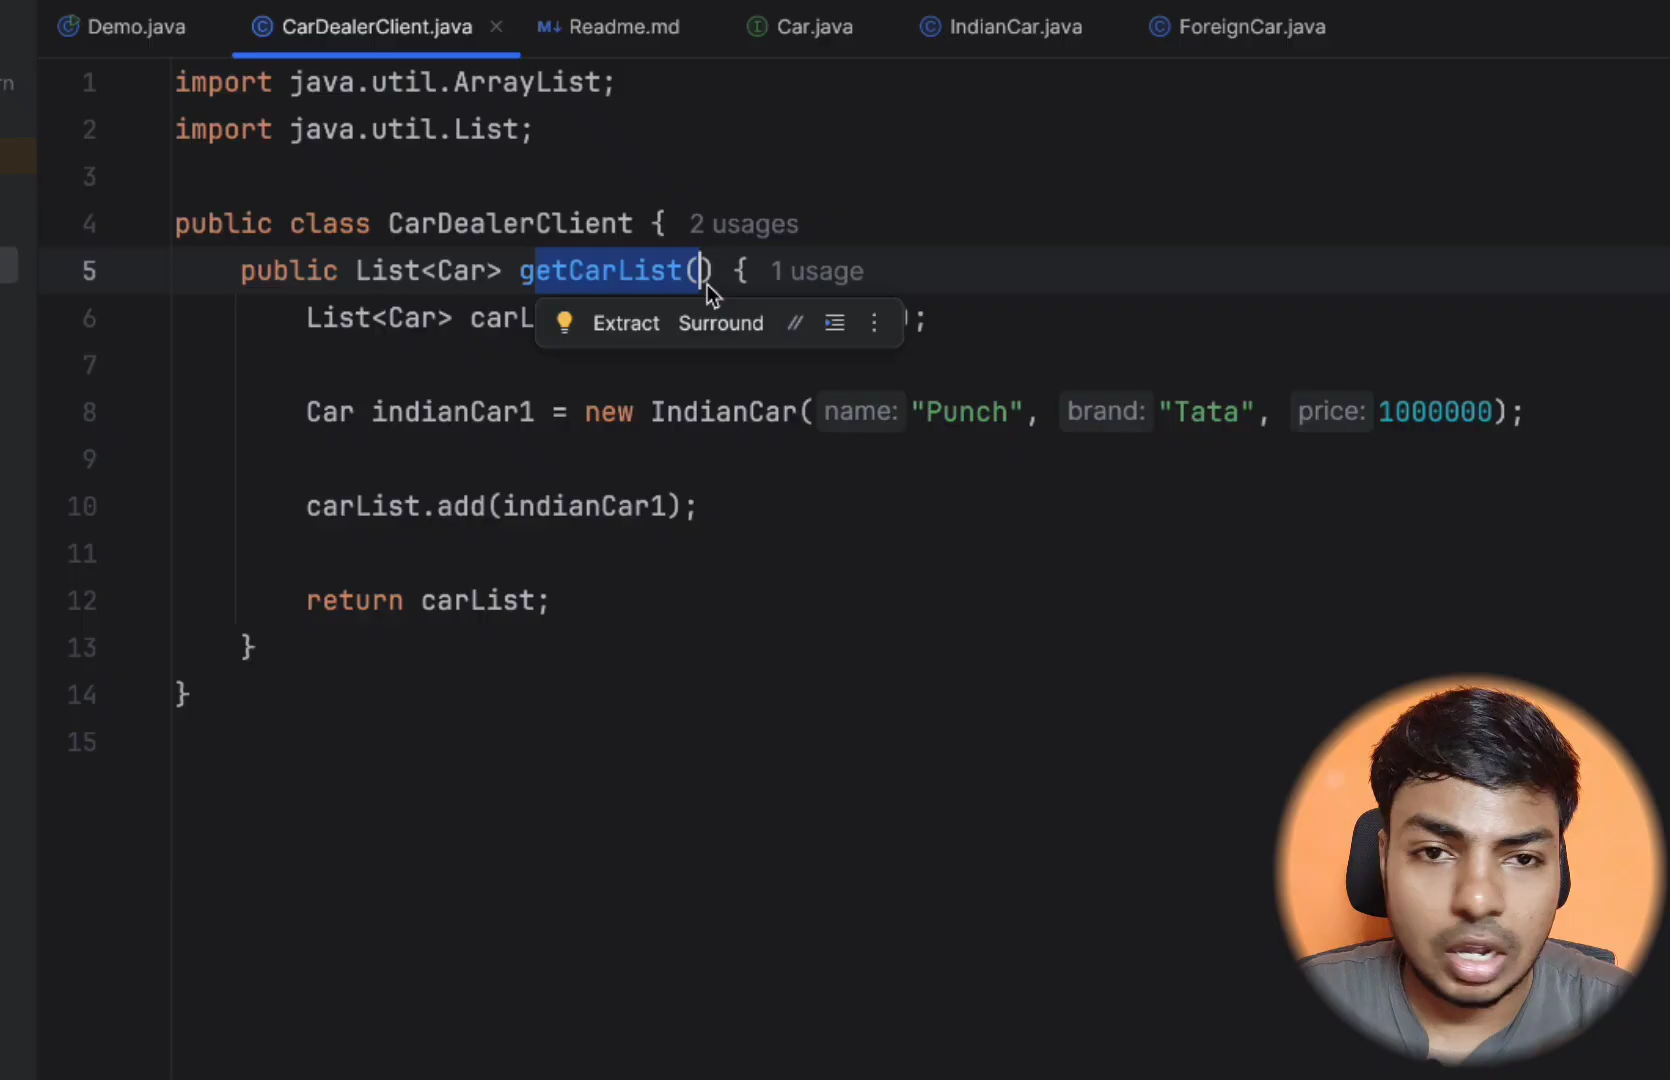 Demo.java CarDealerClient.java M↓ Readme.md Car.java IndianCar.java ForeignCar.java
1 import java.util.ArrayList;
2 import java.util.List;
3
4 public class CarDealerClient { 2 usages
5 public List<Car> getCarList() { 1 usage
6 List<Car> carL );
Extract Surround //
7
8 Car indianCar1 = new IndianCar( name: "Punch", brand: "Tata", price: 1000000);
9
10 carList.add(indianCar1);
11
12 return carList;
13 }
14 }
15